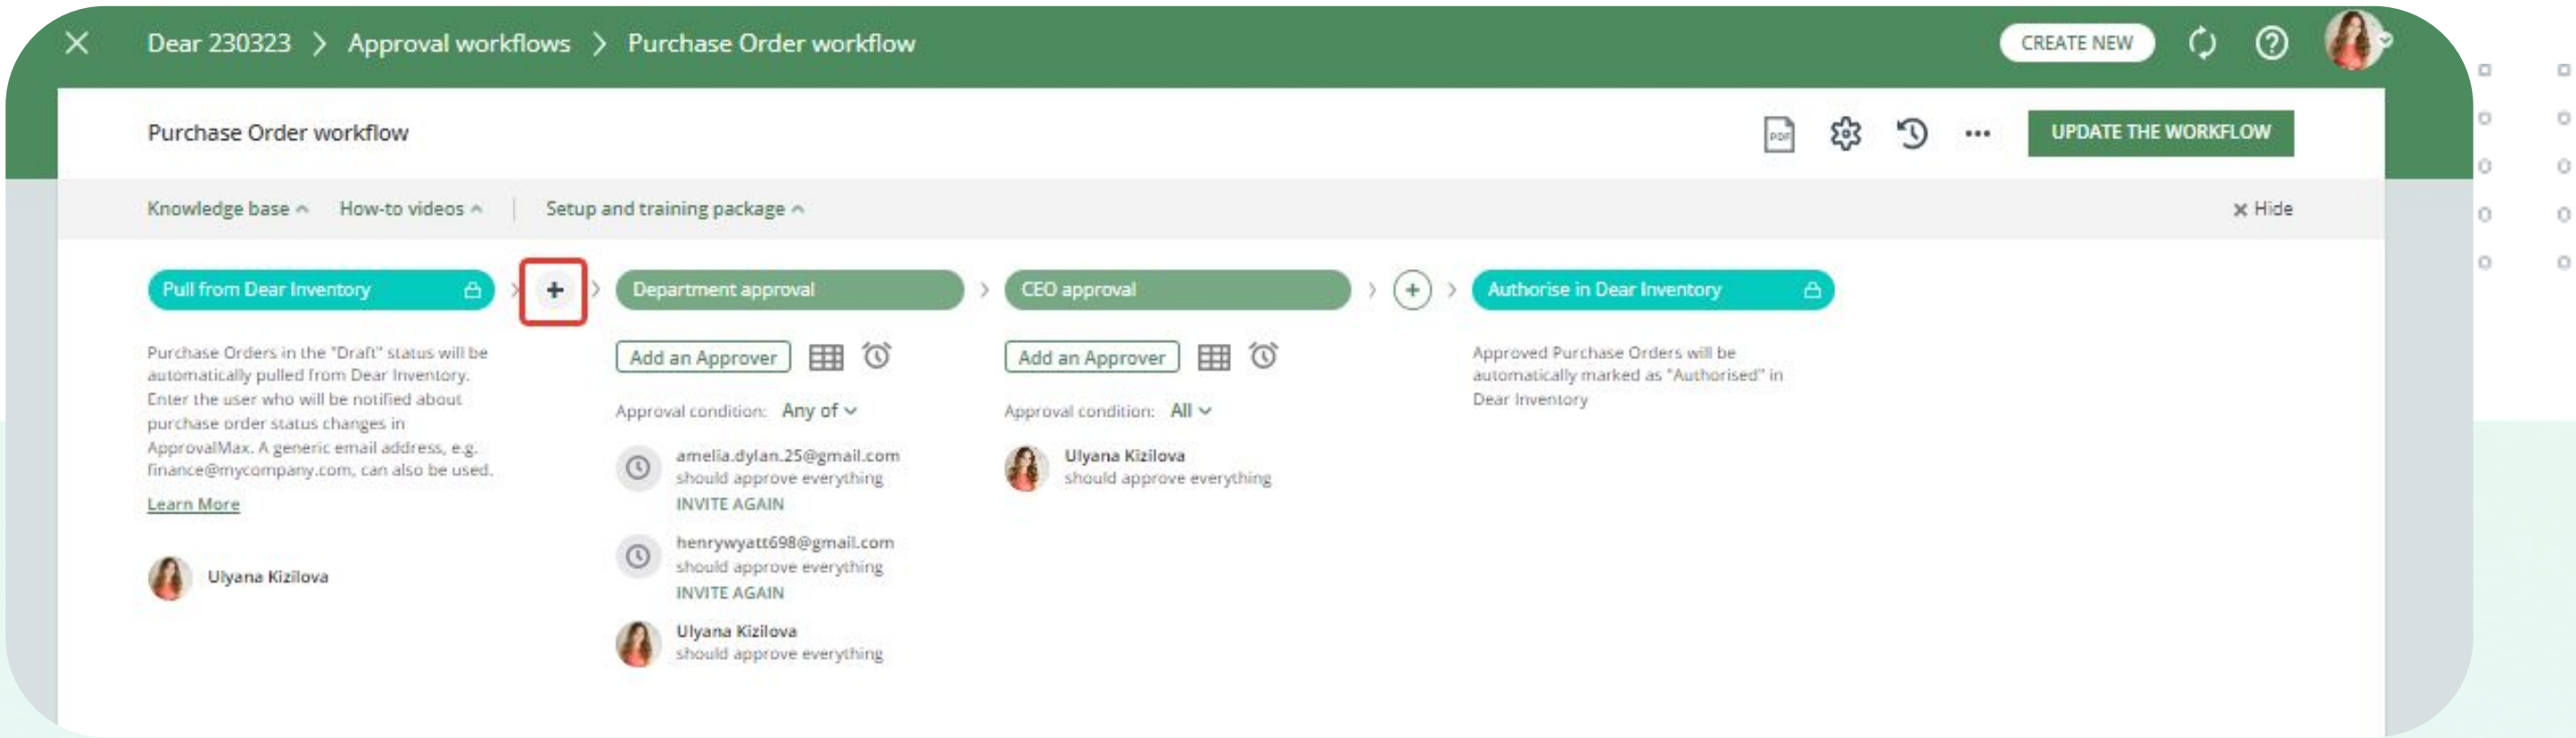 Dear 230323 > Approval workflows > Purchase Order workflow
CREATE NEW
Purchase Order workflow
PDF
UPDATE THE WORKFLOW
Knowledge base
How-to videos
Setup and training package
Hide
Pull from Dear Inventory
Purchase Orders in the "Draft" status will be
automatically pulled from Dear Inventory.
Enter the user who will be notified about
purchase order status changes in
ApprovalMax. A generic email address, e.g.
finance@mycompany.com, can also be used.
Learn More
Ulyana Kizilova
Department approval
Add an Approver
Approval condition: Any of
amelia.dylan.25@gmail.com
should approve everything
INVITE AGAIN
henrywyatt698@gmail.com
should approve everything
INVITE AGAIN
Ulyana Kizilova
should approve everything
CEO approval
Add an Approver
Approval condition: All
Ulyana Kizilova
should approve everything
Authorise in Dear Inventory
Approved Purchase Orders will be
automatically marked as "Authorised" in
Dear Inventory